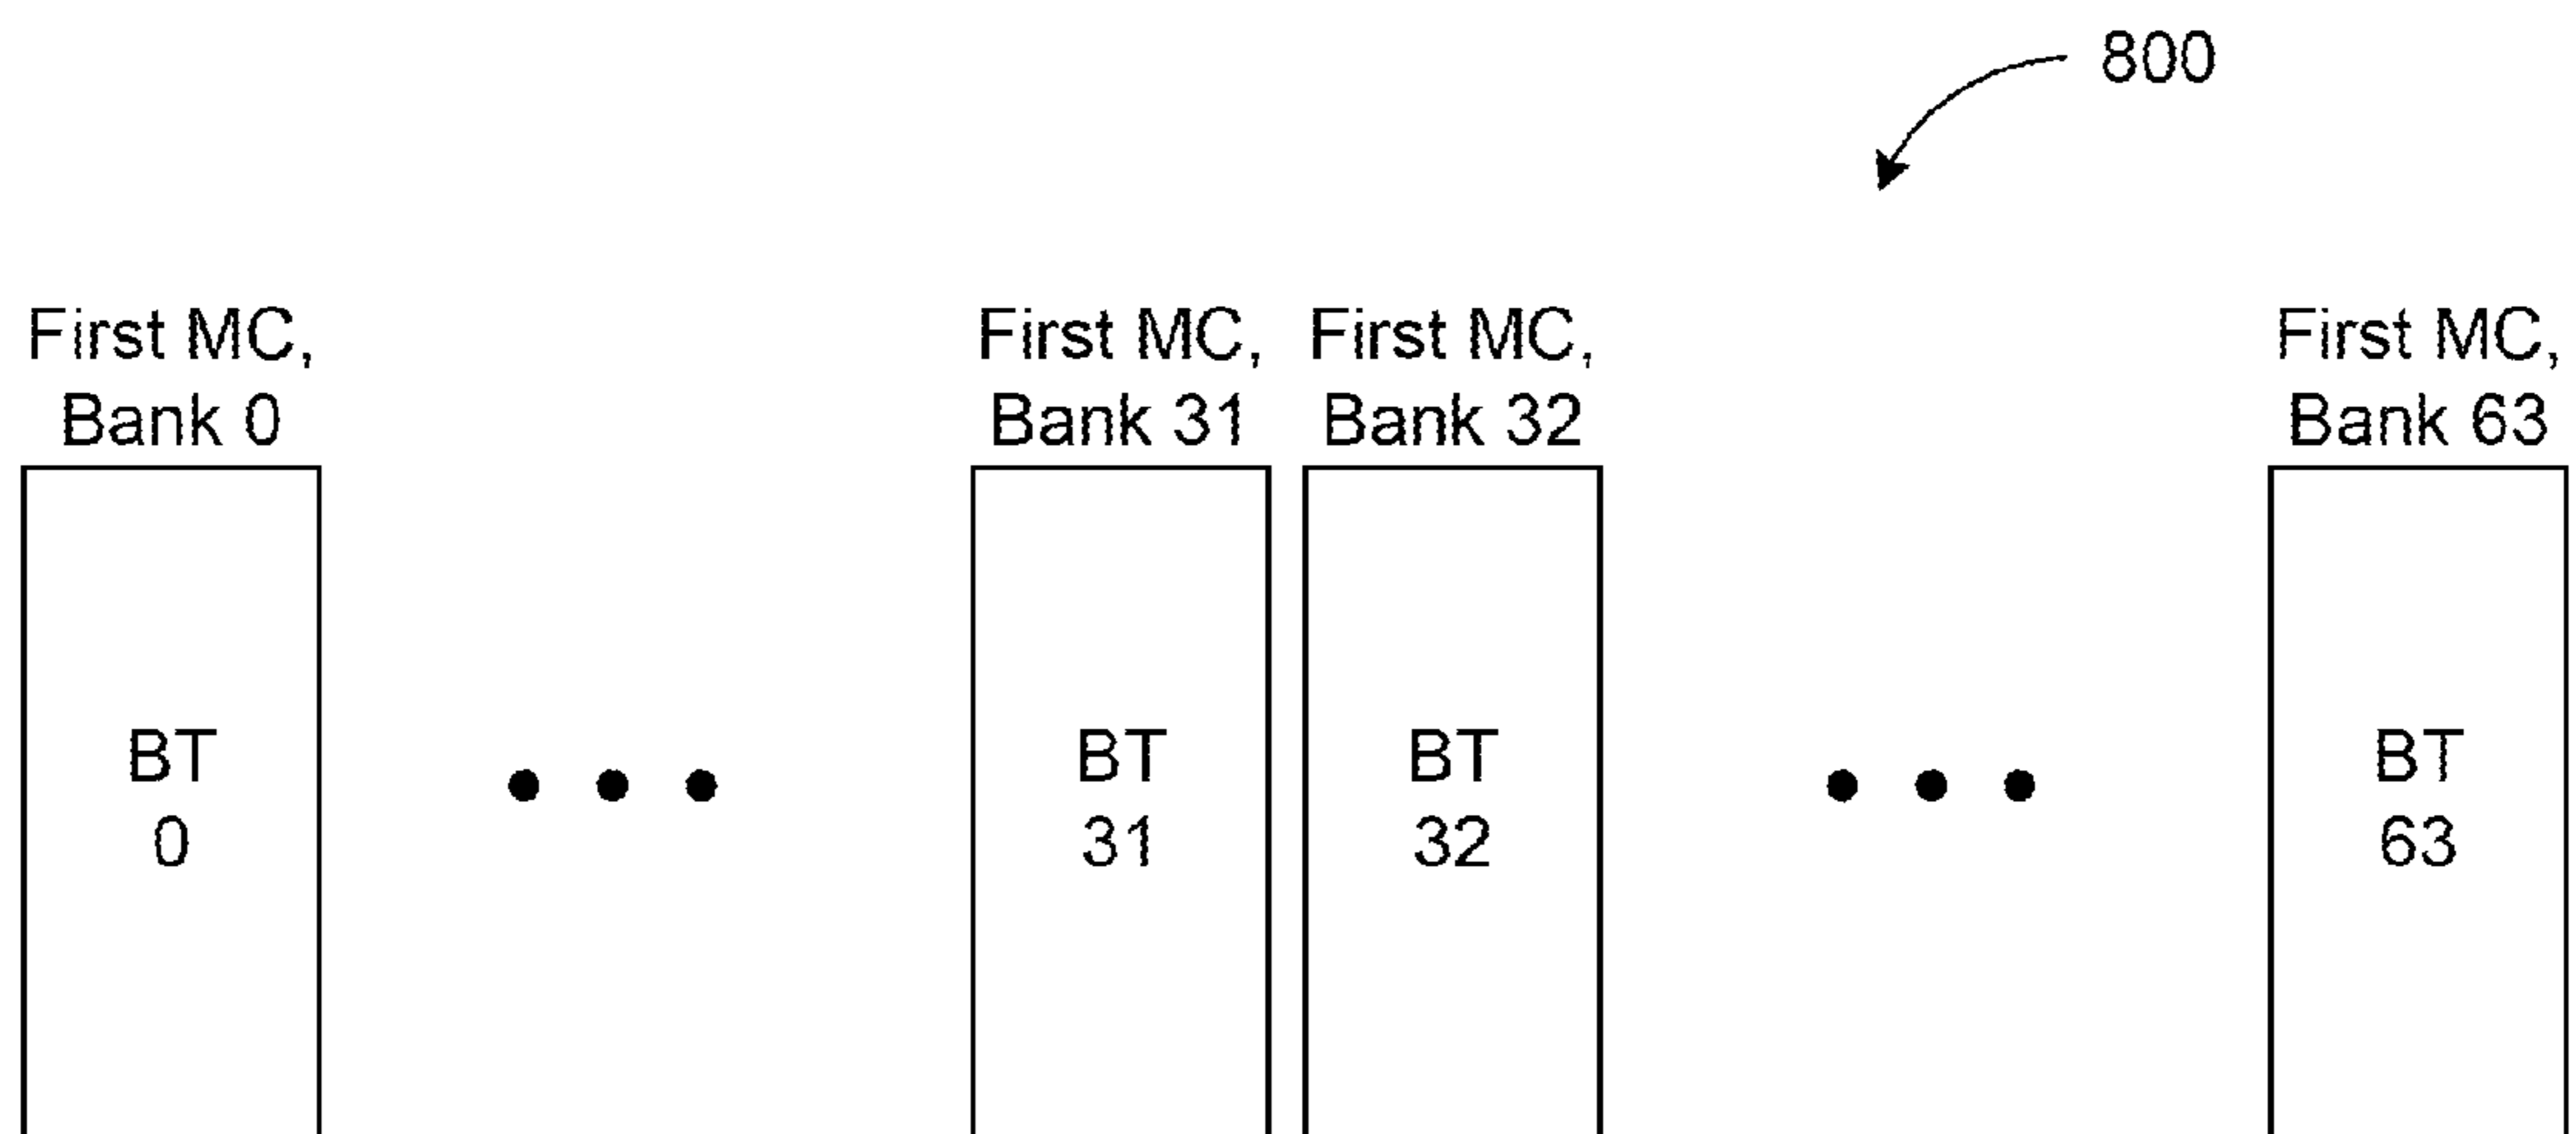 800
First MC,
Bank 0
First MC,
Bank 31
First MC,
Bank 32
First MC,
Bank 63
BT
0
BT
31
BT
32
BT
63